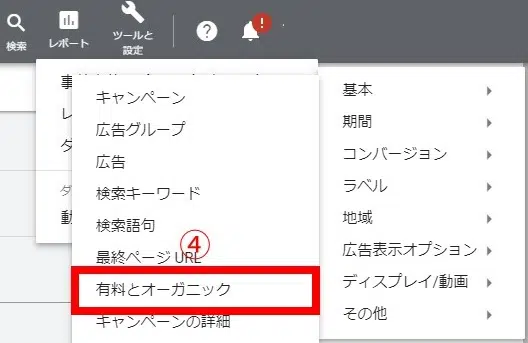 検索
レポート
ツールと
設定
?
!
レ
ダ
キャンペーン
広告グループ
広告
検索キーワード
検索語句
④
最終ページ URL
有料とオーガニック
キャンペーンの詳細
基本
期間
コンバージョン
ラベル
地域
広告表示オプション
ディスプレイ/動画
その他